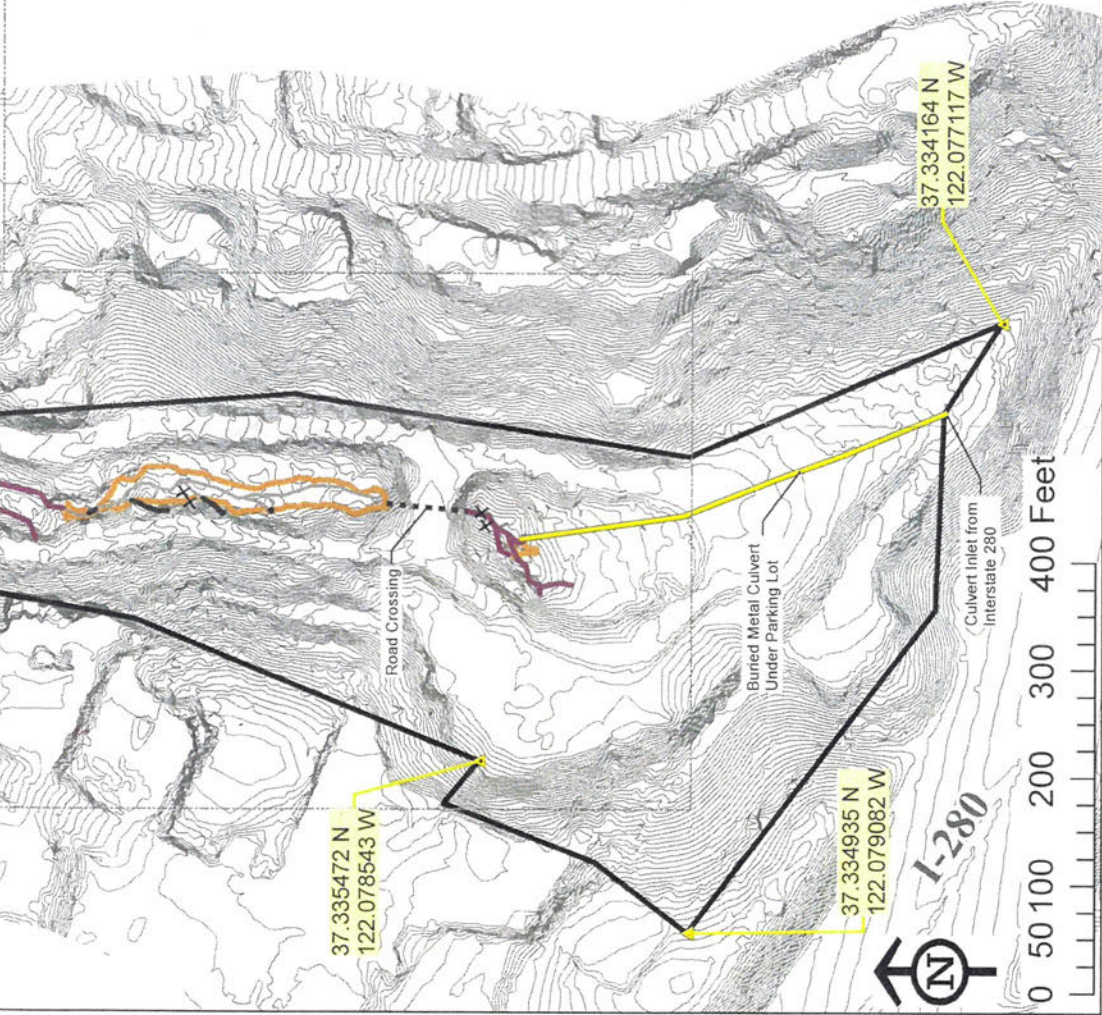 37.334164 N
122.077117 W
Road Crossing
Buried Metal Culvert
Under Parking Lot
Culvert Inlet from
Interstate 280
37.335472 N
122.078543 W
37.334935 N
122.079082 W
I-280
N
0 50 100 200 300 400 Feet